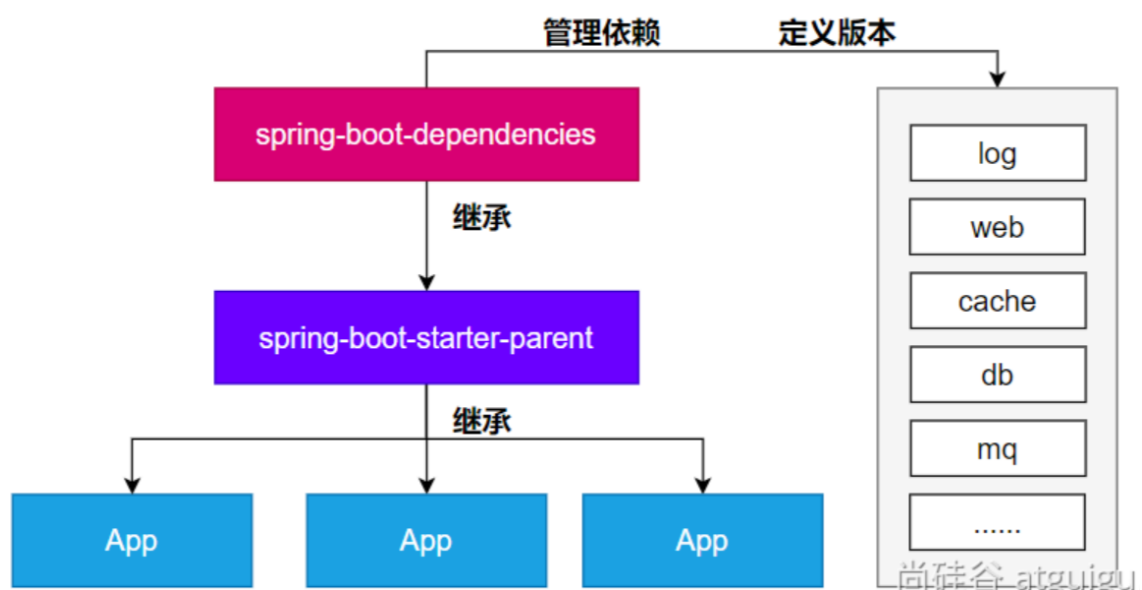 管理依赖 定义版本
spring-boot-dependencies
log
web
继承
cache
spring-boot-starter-parent
db
继承
mq
App App App
......
尚硅谷 atguigu